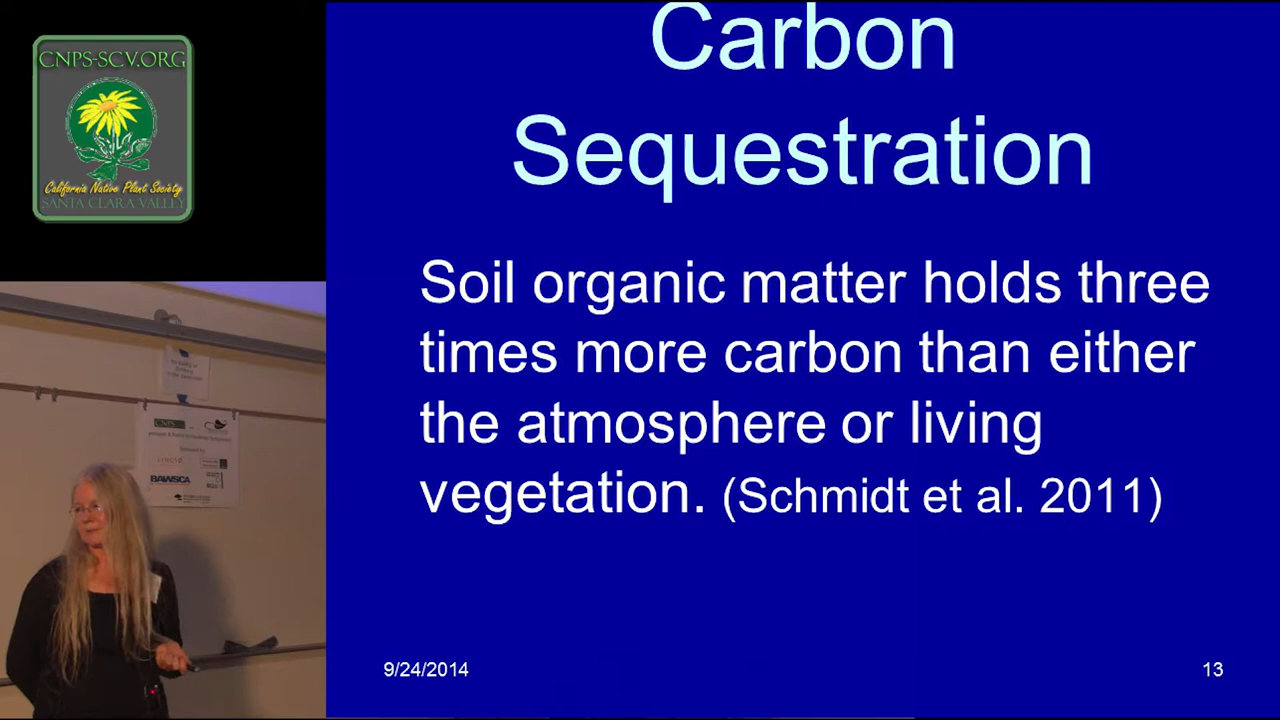 CNPS-SCV.ORG
California Native Plant Society
SANTA CLARA VALLEY
Carbon
Sequestration
Soil organic matter holds three
times more carbon than either
the atmosphere or living
vegetation. (Schmidt et al. 2011)
BAWSCA
9/24/2014
13